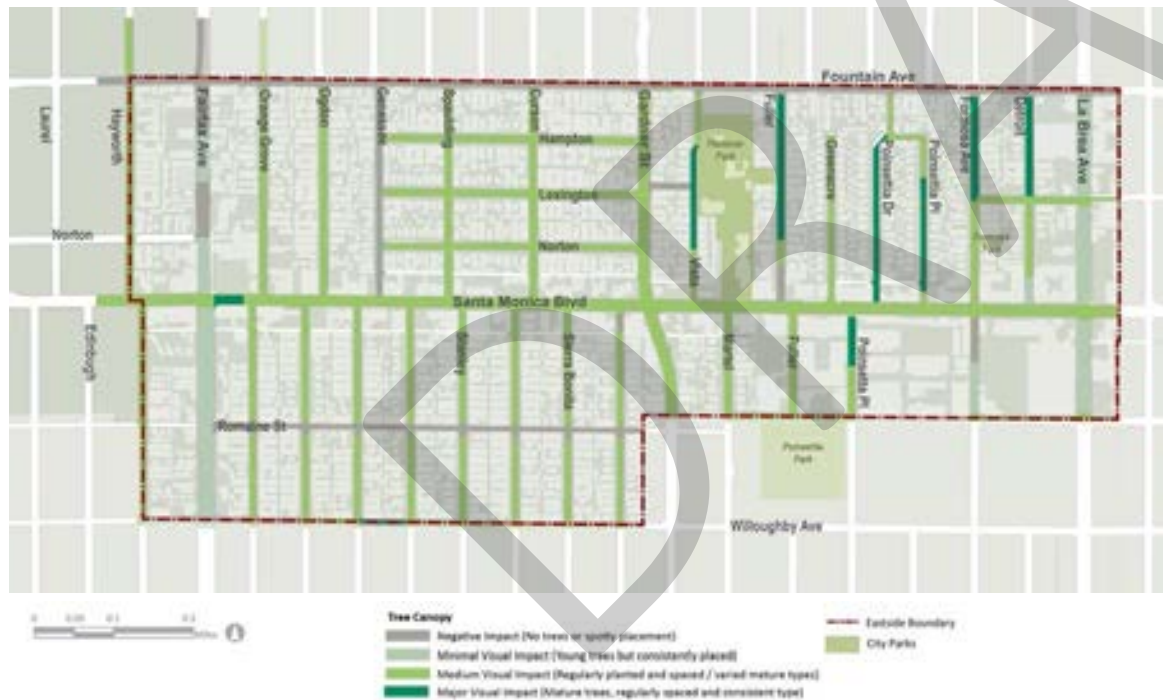 Fountain Ave
Laurel
Hayworth
Fairfax Ave
Orange Grove
Ogden
Genesee
Spaulding
Curson
Gardner St
Fuller
Greenacre
Poinsettia Dr
Poinsettia Pl
Formosa Ave
Detroit
La Brea Ave
Hampton
Lexington
Norton
Norton
Plummer
Park
Vista
Santa Monica Blvd
Edinburgh
Sierra Bonita
Fuller
Poinsettia Pl
Romaine St
Poinsettia
Park
Willoughby Ave
DRA
Tree Canopy
Negative Impact (No trees or spotty placement)
Minimal Visual Impact (Young trees but consistently placed)
Medium Visual Impact (Regularly planted and spaced / varied mature types)
Major Visual Impact (Mature trees, regularly spaced and consistent type)
Eastside Boundary
City Parks